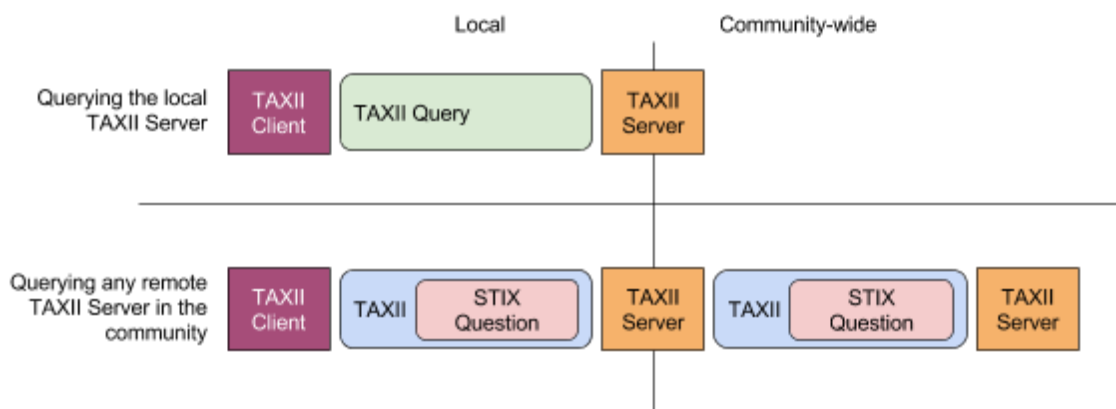 Local
Community-wide
Querying the local
TAXII Server
TAXII
Client
TAXII Query
TAXII
Server
Querying any remote
TAXII Server in the
community
TAXII
Client
TAXII
STIX
Question
TAXII
Server
TAXII
STIX
Question
TAXII
Server